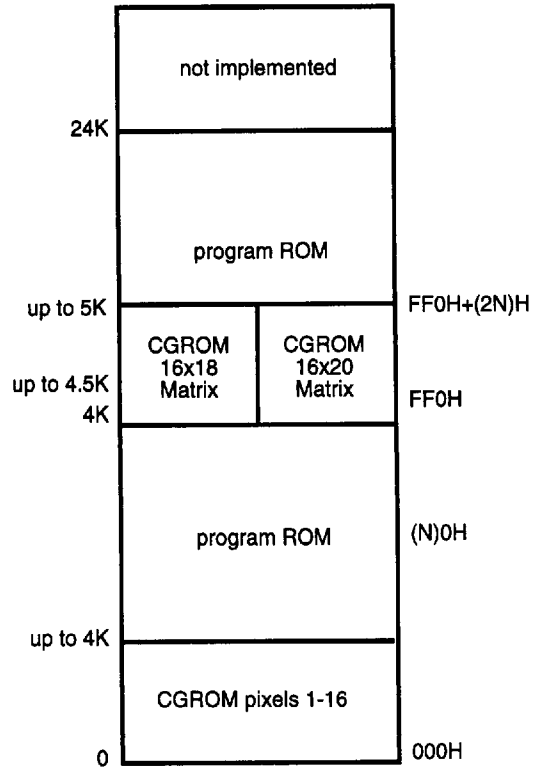 not implemented
24K
program ROM
up to 5K
FF0H+(2N)H
CGROM
16x18
Matrix
CGROM
16x20
Matrix
up to 4.5K
4K
FF0H
program ROM
(N)0H
up to 4K
CGROM pixels 1-16
0
000H